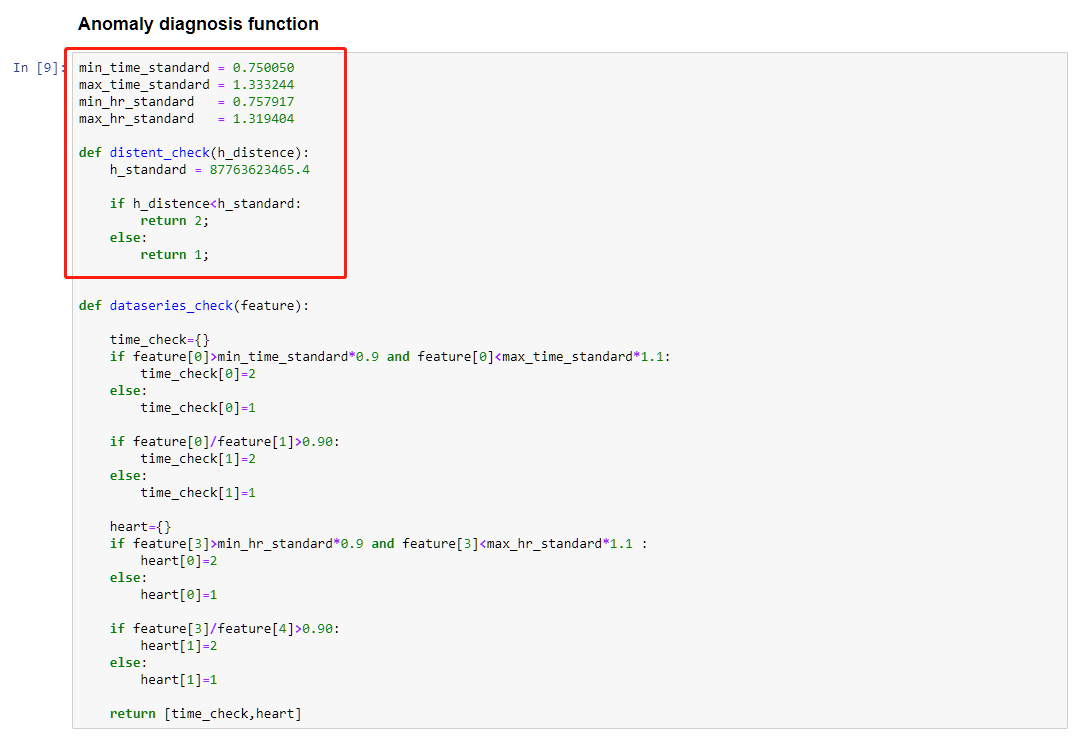 Anomaly diagnosis function
In [9]:
min_time_standard = 0.750050
max_time_standard = 1.333244
min_hr_standard   = 0.757917
max_hr_standard   = 1.319404
def distent_check(h_distence):
    h_standard = 87763623465.4
    if h_distence<h_standard:
        return 2;
    else:
        return 1;
def dataseries_check(feature):
    time_check={}
    if feature[0]>min_time_standard*0.9 and feature[0]<max_time_standard*1.1:
        time_check[0]=2
    else:
        time_check[0]=1
    if feature[0]/feature[1]>0.90:
        time_check[1]=2
    else:
        time_check[1]=1
    heart={}
    if feature[3]>min_hr_standard*0.9 and feature[3]<max_hr_standard*1.1 :
        heart[0]=2
    else:
        heart[0]=1
    if feature[3]/feature[4]>0.90:
        heart[1]=2
    else:
        heart[1]=1
    return [time_check,heart]